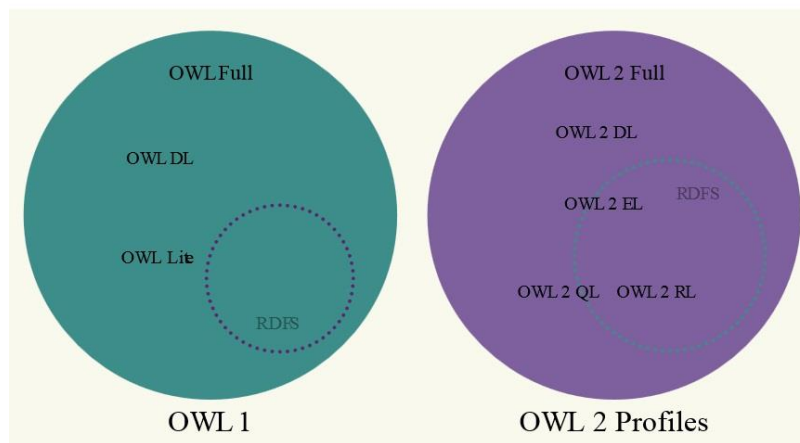 OWL Full
OWL DL
OWL Lite
RDFS
OWL 1
OWL 2 Full
OWL 2 DL
RDFS
OWL 2 EL
OWL 2 QL
OWL 2 RL
OWL 2 Profiles